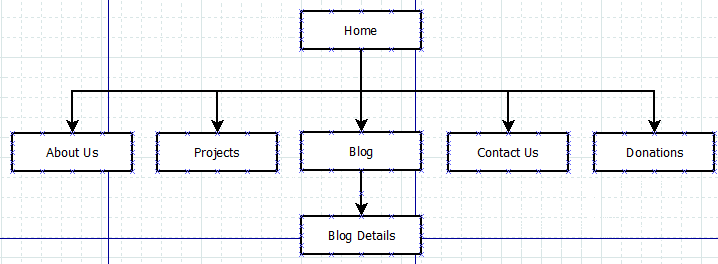 Home
About Us
Projects
Blog
Contact Us
Donations
Blog Details